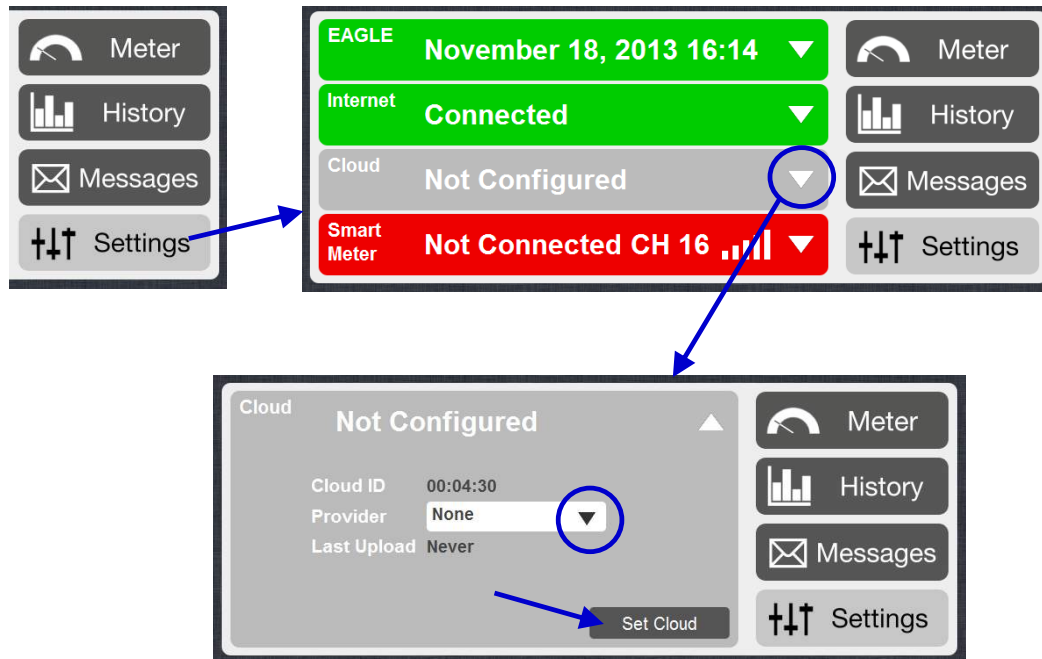 Meter
History
Messages
Settings
EAGLE
November 18, 2013 16:14
Internet
Connected
Cloud
Not Configured
Smart
Meter
Not Connected CH 16
Meter
History
Messages
Settings
Cloud
Not Configured
Cloud ID 00:04:30
Provider None
Last Upload Never
Set Cloud
Meter
History
Messages
Settings